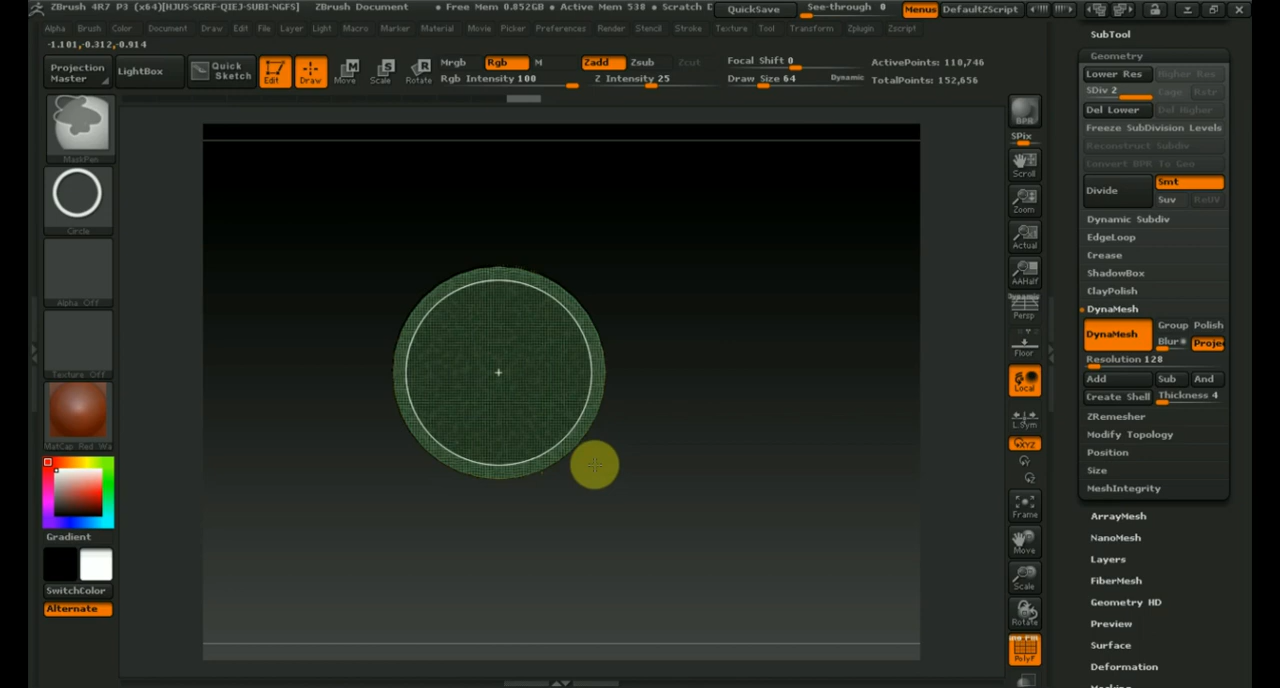 ZBrush 4R7 P3 (x64)[HJUS-SGRF-QIEJ-SUBI-NGFS] ZBrush Document • Free Mem 0.852GB • Active Mem 538 • Scratch D QuickSave See-through 0 Menus DefaultZScript
Alpha Brush Color Document Draw Edit File Layer Light Macro Marker Material Movie Picker Preferences Render Stencil Stroke Texture Tool Transform Zplugin Zscript
-1.101,-0.312,-0.914
Projection Master
LightBox
Quick Sketch
Edit
Draw
Move
Scale
Rotate
Mrgb Rgb M
Rgb Intensity 100
Zadd Zsub Zcut
Z Intensity 25
Focal Shift 0
Draw Size 64 Dynamic
ActivePoints: 110,746
TotalPoints: 152,656
MaskPen
Circle
Alpha Off
Texture Off
MatCap Red Wa
Gradient
SwitchColor
Alternate
BPR
SPix
Scroll
Zoom
Actual
AAHalf
Dynamic
Persp
Floor
Local
L.Sym
XYZ
Frame
Move
Scale
Rotate
PolyF
SubTool
Geometry
Lower Res Higher Res
SDiv 2 Cage Rstr
Del Lower Del Higher
Freeze SubDivision Levels
Reconstruct Subdiv
Convert BPR To Geo
Divide Smt
Suv ReUV
Dynamic Subdiv
EdgeLoop
Crease
ShadowBox
ClayPolish
DynaMesh
DynaMesh Group Polish
Blur Proje
Resolution 128
Add Sub And
Create Shell Thickness 4
ZRemesher
Modify Topology
Position
Size
MeshIntegrity
ArrayMesh
NanoMesh
Layers
FiberMesh
Geometry HD
Preview
Surface
Deformation